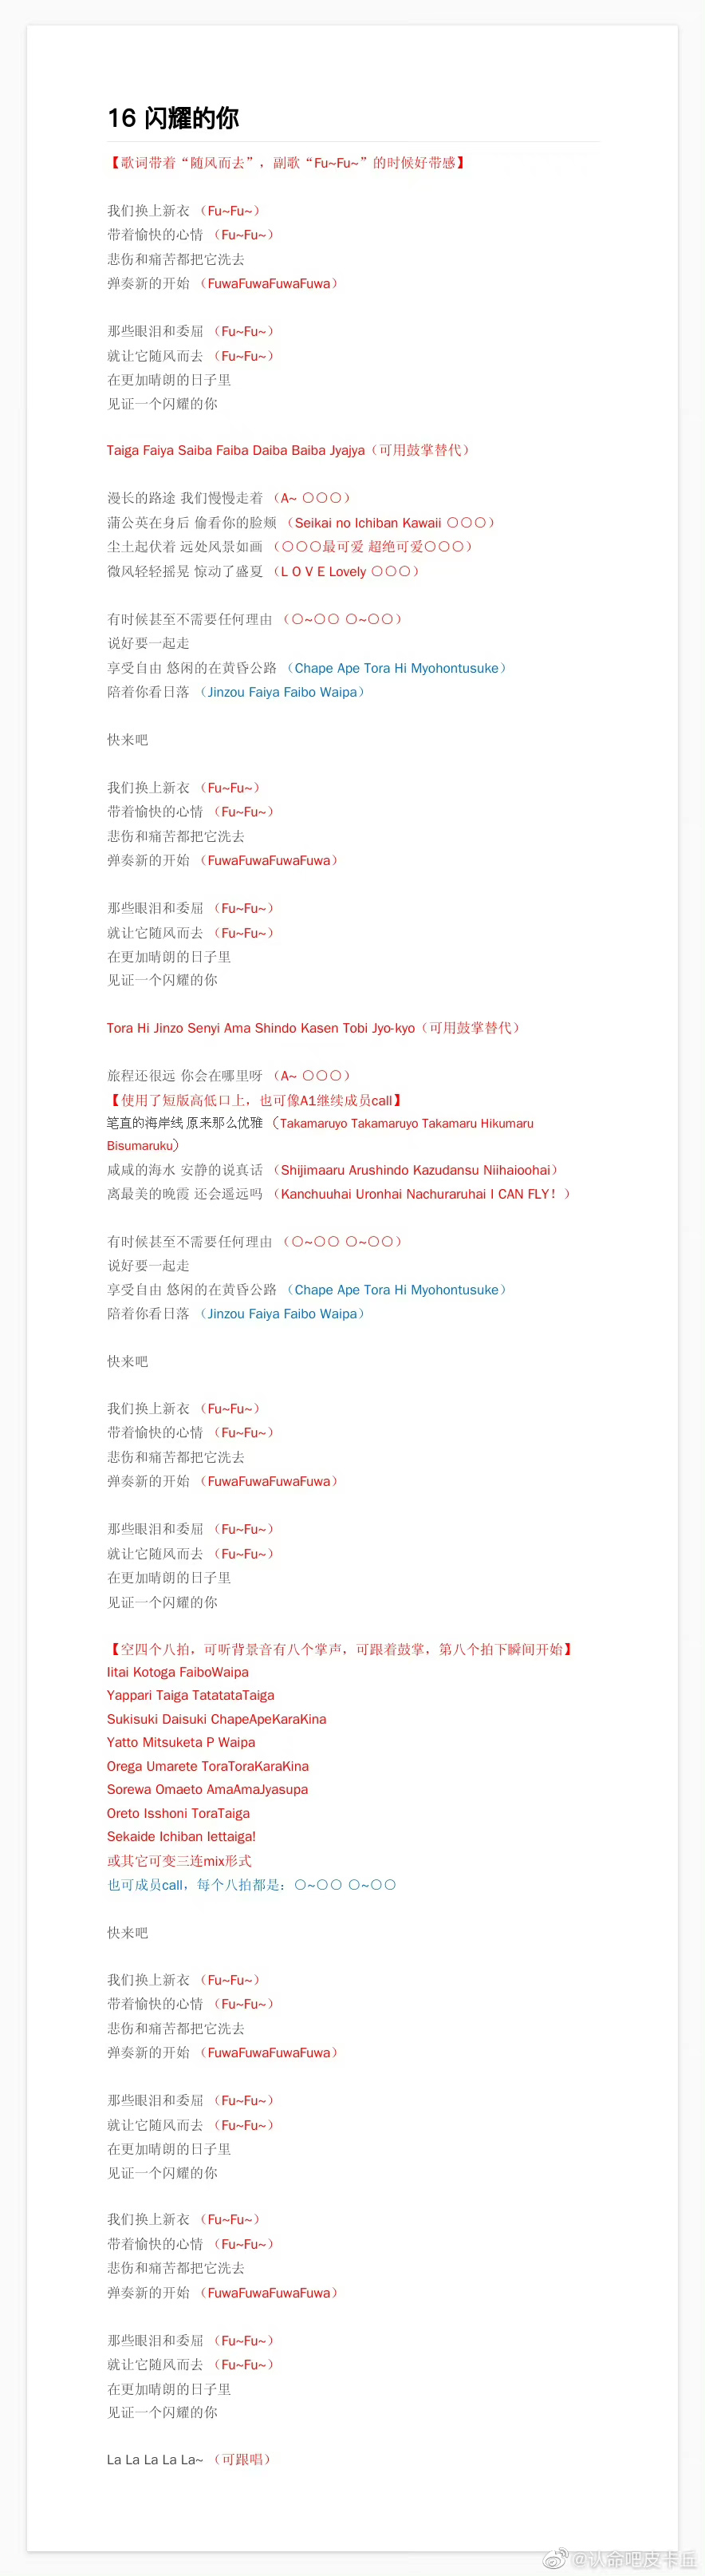 16 闪耀的你
【歌词带着“随风而去”，副歌“Fu~Fu~”的时候好带感】
我们换上新衣 （Fu~Fu~）
带着愉快的心情 （Fu~Fu~）
悲伤和痛苦都把它洗去
弹奏新的开始 （FuwaFuwaFuwaFuwa）
那些眼泪和委屈 （Fu~Fu~）
就让它随风而去 （Fu~Fu~）
在更加晴朗的日子里
见证一个闪耀的你
Taiga Faiya Saiba Faiba Daiba Baiba Jyajya（可用鼓掌替代）
漫长的路途 我们慢慢走着 （A~ 〇〇〇）
蒲公英在身后 偷看你的脸颊 （Seikai no Ichiban Kawaii 〇〇〇）
尘土起伏着 远处风景如画 （〇〇〇最可爱 超绝可爱〇〇〇）
微风轻轻摇晃 惊动了盛夏 （L O V E Lovely 〇〇〇）
有时候甚至不需要任何理由 （〇~〇〇 〇~〇〇）
说好要一起走
享受自由 悠闲的在黄昏公路 （Chape Ape Tora Hi Myohontusuke）
陪着你看日落 （Jinzou Faiya Faibo Waipa）
快来吧
我们换上新衣 （Fu~Fu~）
带着愉快的心情 （Fu~Fu~）
悲伤和痛苦都把它洗去
弹奏新的开始 （FuwaFuwaFuwaFuwa）
那些眼泪和委屈 （Fu~Fu~）
就让它随风而去 （Fu~Fu~）
在更加晴朗的日子里
见证一个闪耀的你
Tora Hi Jinzo Senyi Ama Shindo Kasen Tobi Jyo-kyo（可用鼓掌替代）
旅程还很远 你会在哪里呀 （A~ 〇〇〇）
【使用了短版高低口上，也可像A1继续成员call】
笔直的海岸线 原来那么优雅 （Takamaruyo Takamaruyo Takamaru Hikumaru
Bisumaruku）
咸咸的海水 安静的说真话 （Shijimaaru Arushindo Kazudansu Niihaioohai）
离最美的晚霞 还会遥远吗 （Kanchuuhai Uronhai Nachuraruhai I CAN FLY！）
有时候甚至不需要任何理由 （〇~〇〇 〇~〇〇）
说好要一起走
享受自由 悠闲的在黄昏公路 （Chape Ape Tora Hi Myohontusuke）
陪着你看日落 （Jinzou Faiya Faibo Waipa）
快来吧
我们换上新衣 （Fu~Fu~）
带着愉快的心情 （Fu~Fu~）
悲伤和痛苦都把它洗去
弹奏新的开始 （FuwaFuwaFuwaFuwa）
那些眼泪和委屈 （Fu~Fu~）
就让它随风而去 （Fu~Fu~）
在更加晴朗的日子里
见证一个闪耀的你
【空四个八拍，可听背景音有八个掌声，可跟着鼓掌，第八个拍下瞬间开始】
Iitai Kotoga FaiboWaipa
Yappari Taiga TatatataTaiga
Sukisuki Daisuki ChapeApeKaraKina
Yatto Mitsuketa P Waipa
Orega Umarete ToraToraKaraKina
Sorewa Omaeto AmaAmaJyasupa
Oreto Isshoni ToraTaiga
Sekaide Ichiban Iettaiga!
或其它可变三连mix形式
也可成员call，每个八拍都是：〇~〇〇 〇~〇〇
快来吧
我们换上新衣 （Fu~Fu~）
带着愉快的心情 （Fu~Fu~）
悲伤和痛苦都把它洗去
弹奏新的开始 （FuwaFuwaFuwaFuwa）
那些眼泪和委屈 （Fu~Fu~）
就让它随风而去 （Fu~Fu~）
在更加晴朗的日子里
见证一个闪耀的你
我们换上新衣 （Fu~Fu~）
带着愉快的心情 （Fu~Fu~）
悲伤和痛苦都把它洗去
弹奏新的开始 （FuwaFuwaFuwaFuwa）
那些眼泪和委屈 （Fu~Fu~）
就让它随风而去 （Fu~Fu~）
在更加晴朗的日子里
见证一个闪耀的你
La La La La La~ （可跟唱）
@认命吧皮卡丘